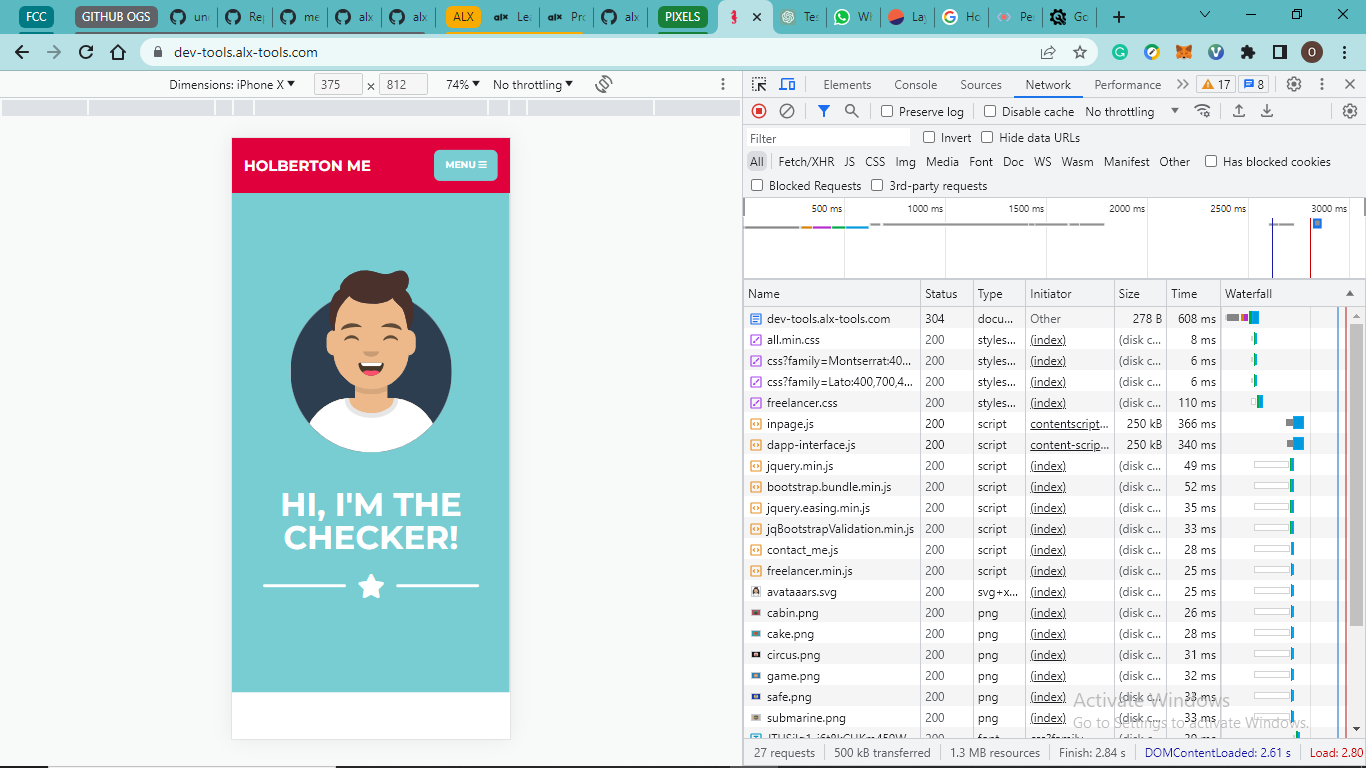 FCC
GITHUB OGS
un
Re
me
alx
alx
ALX
alx Le
alx Pro
alx
PIXELS
Tes
Wh
Lay
Ho
Pe
Go
dev-tools.alx-tools.com
O
Dimensions: iPhone X ▼ 375 × 812 74% ▼ No throttling ▼
HOLBERTON ME
MENU
HI, I'M THE
CHECKER!
Elements Console Sources Network Performance 17 8
Preserve log Disable cache No throttling
Filter Invert Hide data URLs
All Fetch/XHR JS CSS Img Media Font Doc WS Wasm Manifest Other Has blocked cookies
Blocked Requests 3rd-party requests
500 ms 1000 ms 1500 ms 2000 ms 2500 ms 3000 ms
Name Status Type Initiator Size Time Waterfall
dev-tools.alx-tools.com 304 docu... Other 278 B 608 ms
all.min.css 200 styles... (index) (disk c... 8 ms
css?family=Montserrat:40... 200 styles... (index) (disk c... 6 ms
css?family=Lato:400,700,4... 200 styles... (index) (disk c... 6 ms
freelancer.css 200 styles... (index) (disk c... 110 ms
inpage.js 200 script contentscript... 250 kB 366 ms
dapp-interface.js 200 script content-scrip... 250 kB 340 ms
jquery.min.js 200 script (index) (disk c... 49 ms
bootstrap.bundle.min.js 200 script (index) (disk c... 52 ms
jquery.easing.min.js 200 script (index) (disk c... 35 ms
jqBootstrapValidation.min.js 200 script (index) (disk c... 33 ms
contact_me.js 200 script (index) (disk c... 28 ms
freelancer.min.js 200 script (index) (disk c... 25 ms
avataaars.svg 200 svg+x... (index) (disk c... 25 ms
cabin.png 200 png (index) (disk c... 26 ms
cake.png 200 png (index) (disk c... 28 ms
circus.png 200 png (index) (disk c... 31 ms
game.png 200 png (index) (disk c... 32 ms
safe.png 200 png (index) (disk c... 33 ms
submarine.png 200 png (index) (disk c... 33 ms
Activate Windows
Go to Settings to activate Windows.
27 requests 500 kB transferred 1.3 MB resources Finish: 2.84 s DOMContentLoaded: 2.61 s Load: 2.80